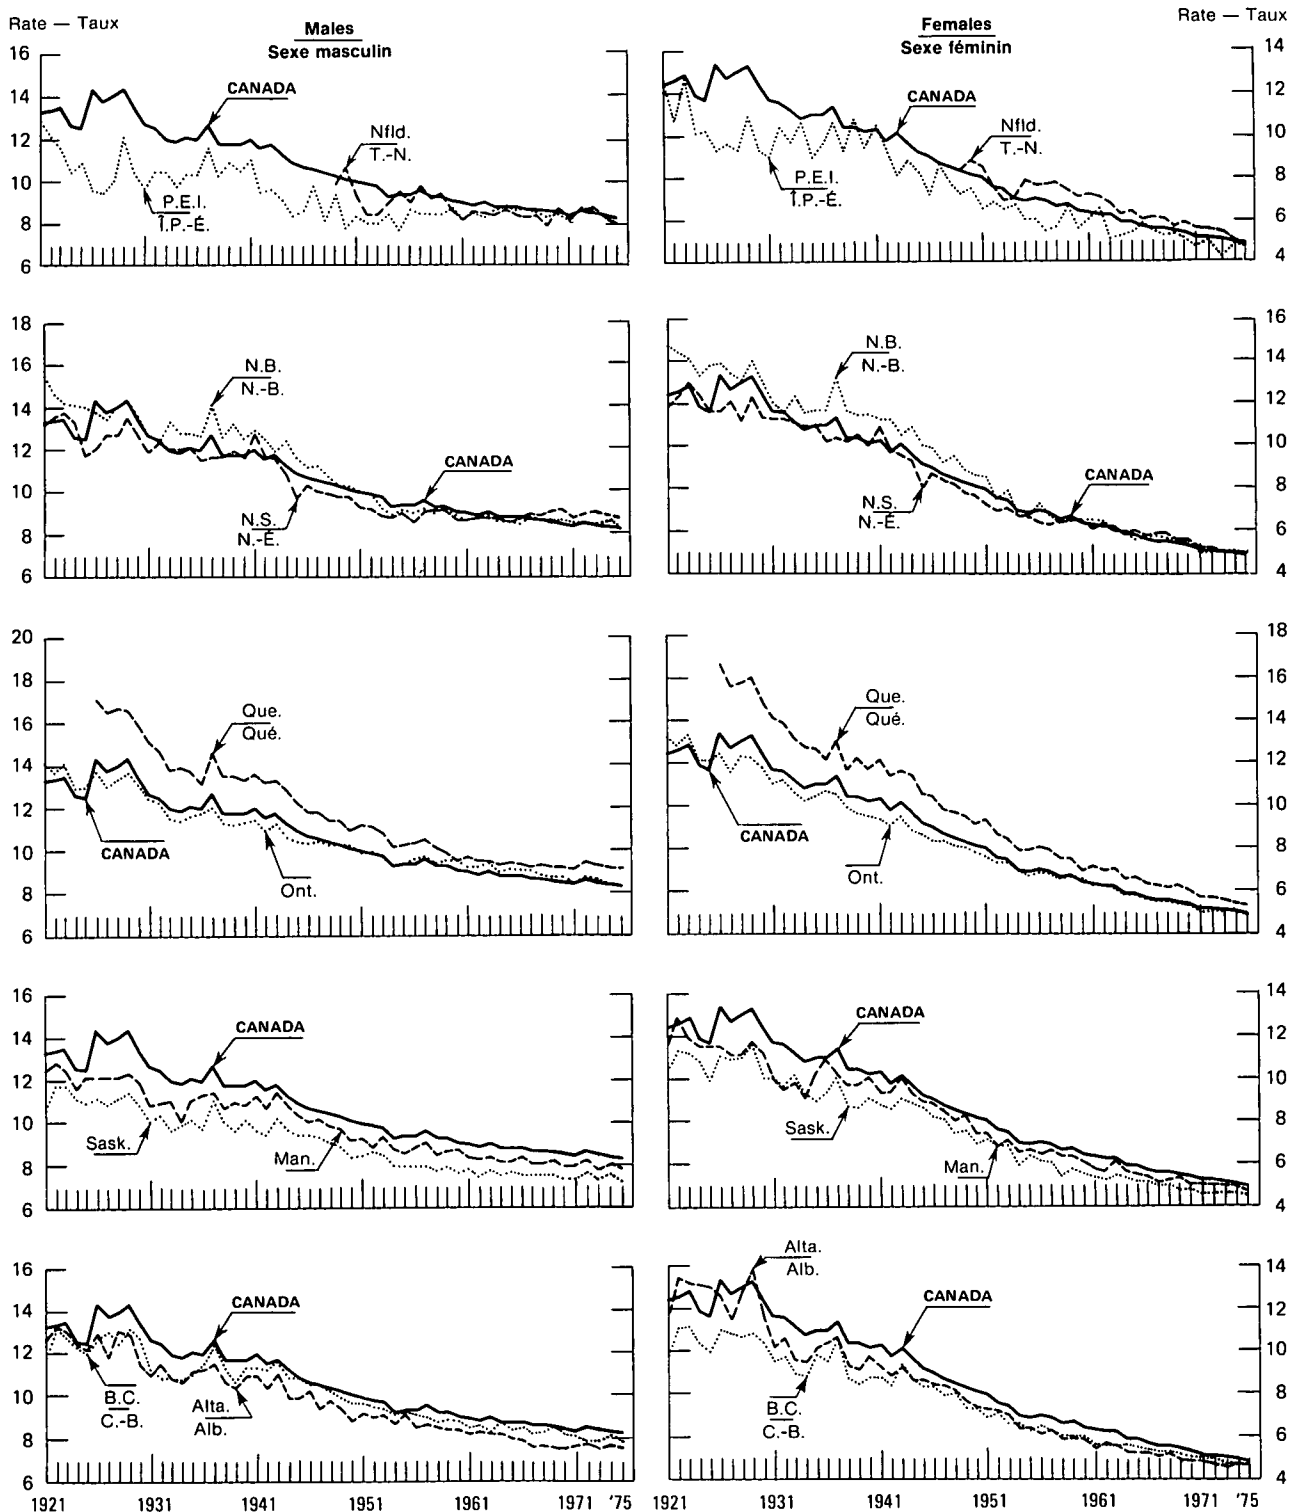 Rate — Taux
Males
Sexe masculin
Females
Sexe féminin
Rate — Taux
16
14
12
10
8
6
CANADA
Nfld.
T.-N.
P.E.I.
Î.P.-É.
CANADA
Nfld.
T.-N.
P.E.I.
Î.P.-É.
14
12
10
8
6
4
18
16
14
12
10
8
6
N.B.
N.-B.
CANADA
N.S.
N.-É.
N.B.
N.-B.
CANADA
N.S.
N.-É.
16
14
12
10
8
6
4
20
18
16
14
12
10
8
6
Que.
Qué.
CANADA
Ont.
Que.
Qué.
CANADA
Ont.
18
16
14
12
10
8
6
4
16
14
12
10
8
6
CANADA
Sask.
Man.
CANADA
Sask.
Man.
14
12
10
8
6
4
16
14
12
10
8
6
CANADA
B.C.
C.-B.
Alta.
Alb.
Alta.
Alb.
CANADA
B.C.
C.-B.
14
12
10
8
6
4
1921 1931 1941 1951 1961 1971 '75
1921 1931 1941 1951 1961 1971 '75